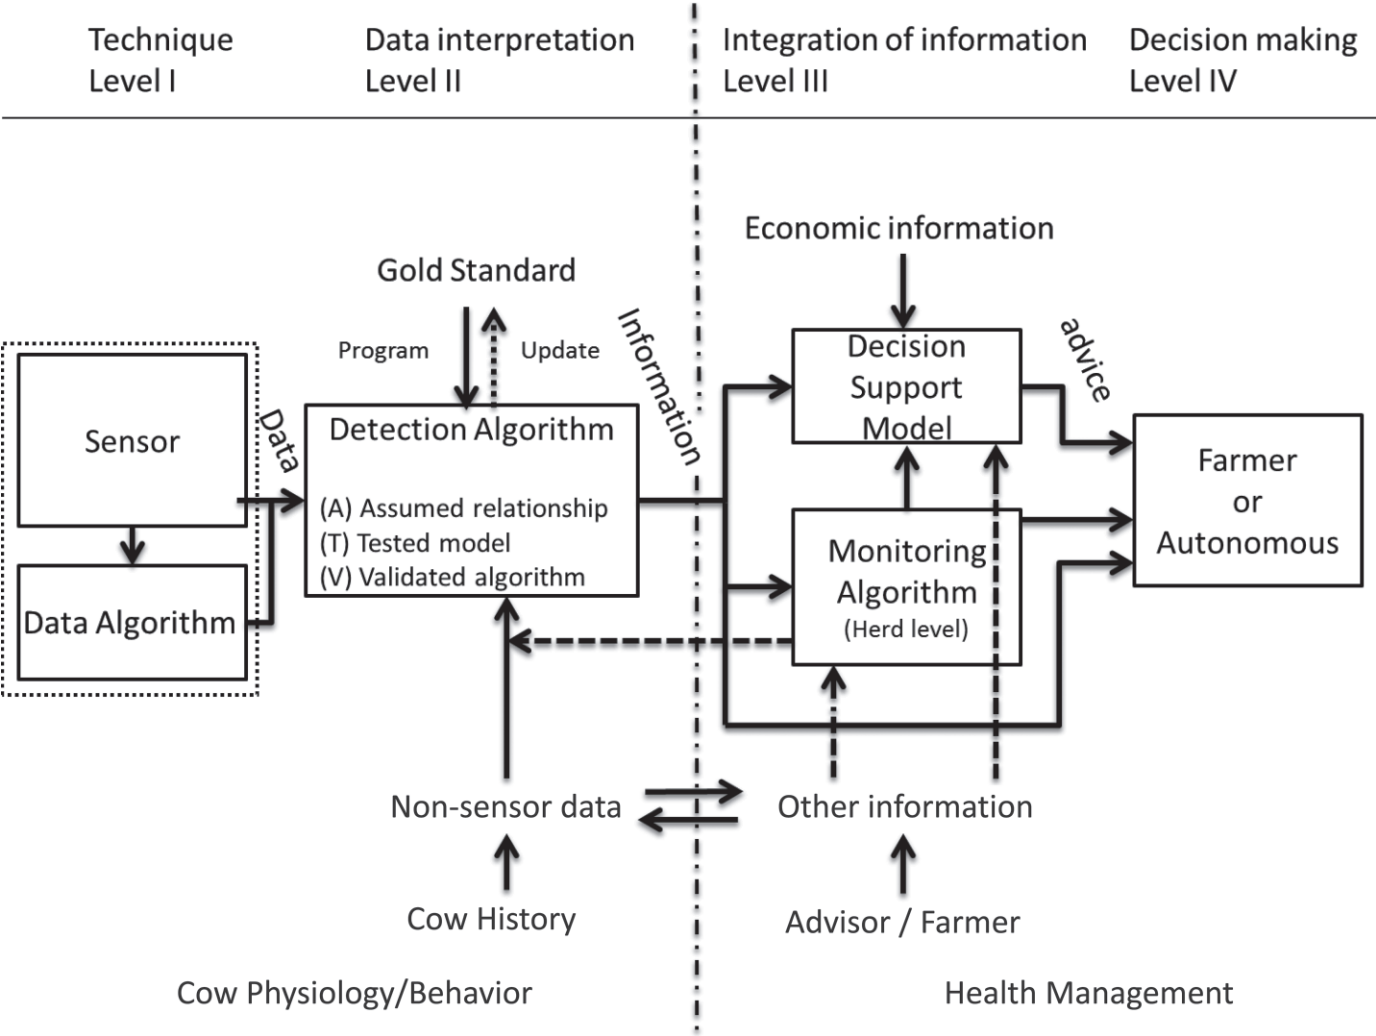 Technique
Level I
Data interpretation
Level II
Integration of information
Level III
Decision making
Level IV
Economic information
Gold Standard
Program
Update
Information
advice
Sensor
Data
Data Algorithm
Detection Algorithm
(A) Assumed relationship
(T) Tested model
(V) Validated algorithm
Decision
Support
Model
Monitoring
Algorithm
(Herd level)
Farmer
or
Autonomous
Non-sensor data
Other information
Cow History
Advisor / Farmer
Cow Physiology/Behavior
Health Management